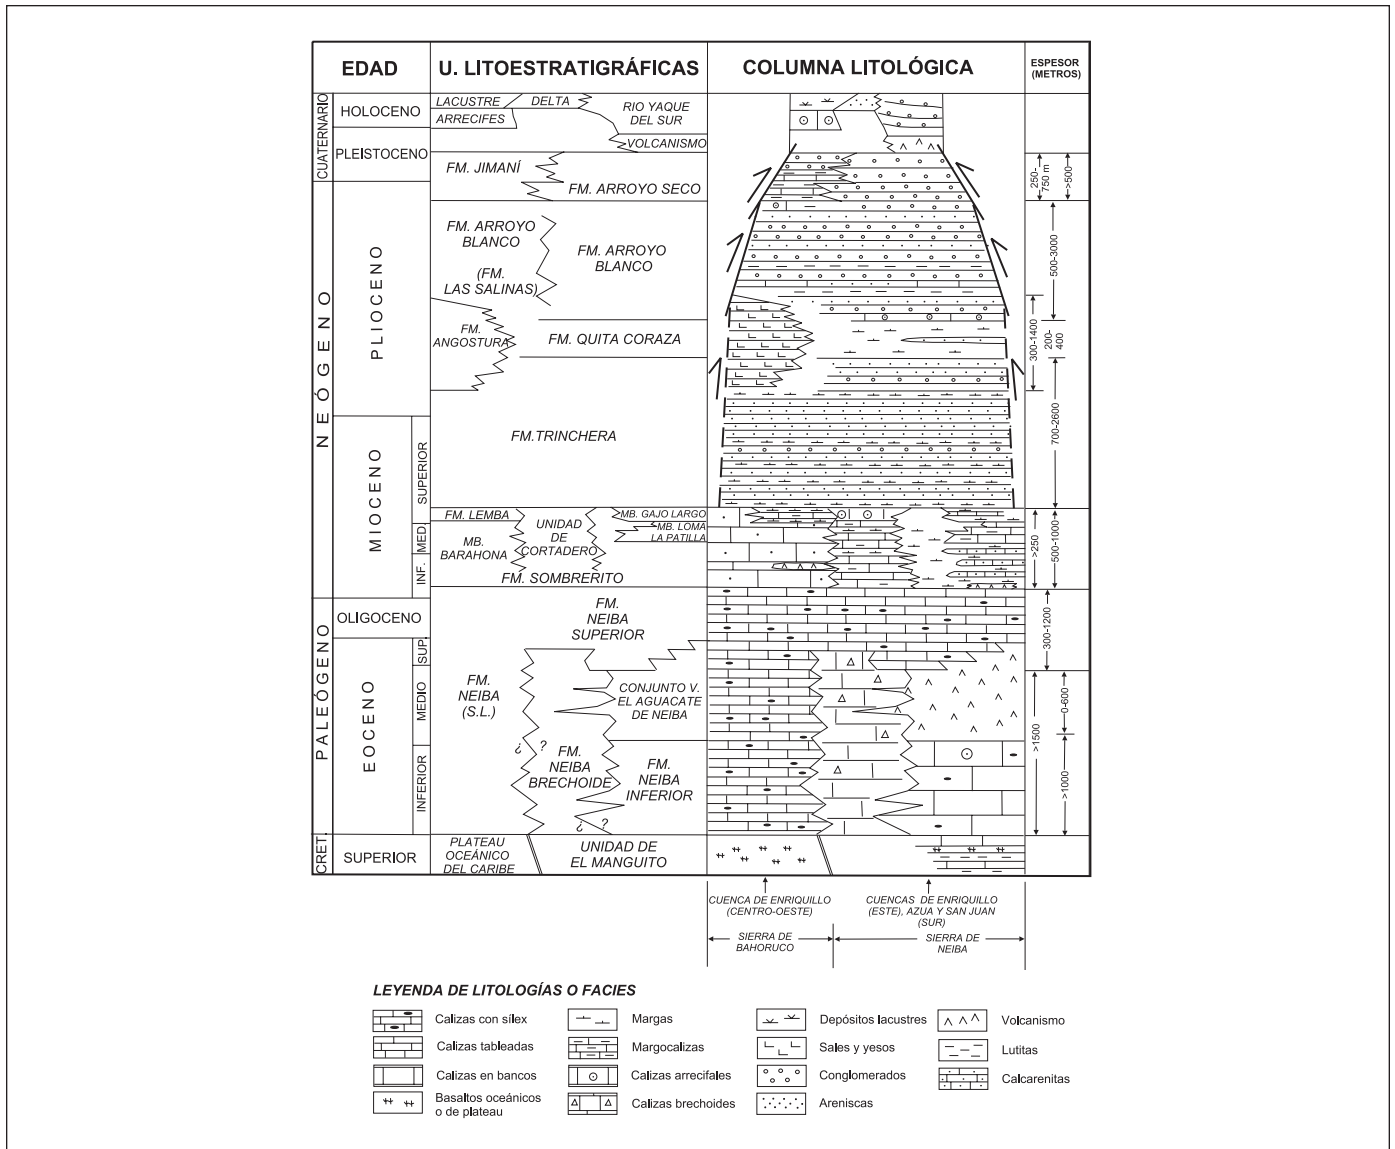 EDAD
U. LITOESTRATIGRÁFICAS
COLUMNA LITOLÓGICA
ESPESOR
(METROS)
CUATERNARIO
HOLOCENO
PLEISTOCENO
LACUSTRE
DELTA
ARRECIFES
RIO YAQUE
DEL SUR
VOLCANISMO
FM. JIMANÍ
FM. ARROYO SECO
250-
750 m
>500
NEÓGENO
PLIOCENO
FM. ARROYO
BLANCO
(FM.
LAS SALINAS)
FM. ARROYO
BLANCO
500-3000
FM.
ANGOSTURA
FM. QUITA CORAZA
300-1400
200-
400
FM.TRINCHERA
700-2600
MIOCENO
SUPERIOR
MED.
INF.
FM. LEMBA
MB.
BARAHONA
UNIDAD
DE
CORTADERO
MB. GAJO LARGO
MB. LOMA
LA PATILLA
FM. SOMBRERITO
>250
500-1000
PALEÓGENO
OLIGOCENO
FM.
NEIBA
SUPERIOR
300-1200
EOCENO
SUP.
MEDIO
INFERIOR
FM.
NEIBA
(S.L.)
CONJUNTO V.
EL AGUACATE
DE NEIBA
0-600
>1500
¿ ?
FM.
NEIBA
BRECHOIDE
FM.
NEIBA
INFERIOR
>1000
¿ ?
CRET.
SUPERIOR
PLATEAU
OCEÁNICO
DEL CARIBE
UNIDAD DE
EL MANGUITO
CUENCA DE ENRIQUILLO
(CENTRO-OESTE)
CUENCAS DE ENRIQUILLO
(ESTE), AZUA Y SAN JUAN
(SUR)
SIERRA DE
BAHORUCO
SIERRA DE
NEIBA
LEYENDA DE LITOLOGÍAS O FACIES
Calizas con sílex
Margas
Depósitos lacustres
Volcanismo
Calizas tableadas
Margocalizas
Sales y yesos
Lutitas
Calizas en bancos
Calizas arrecifales
Conglomerados
Calcarenitas
Basaltos oceánicos
o de plateau
Calizas brechoides
Areniscas